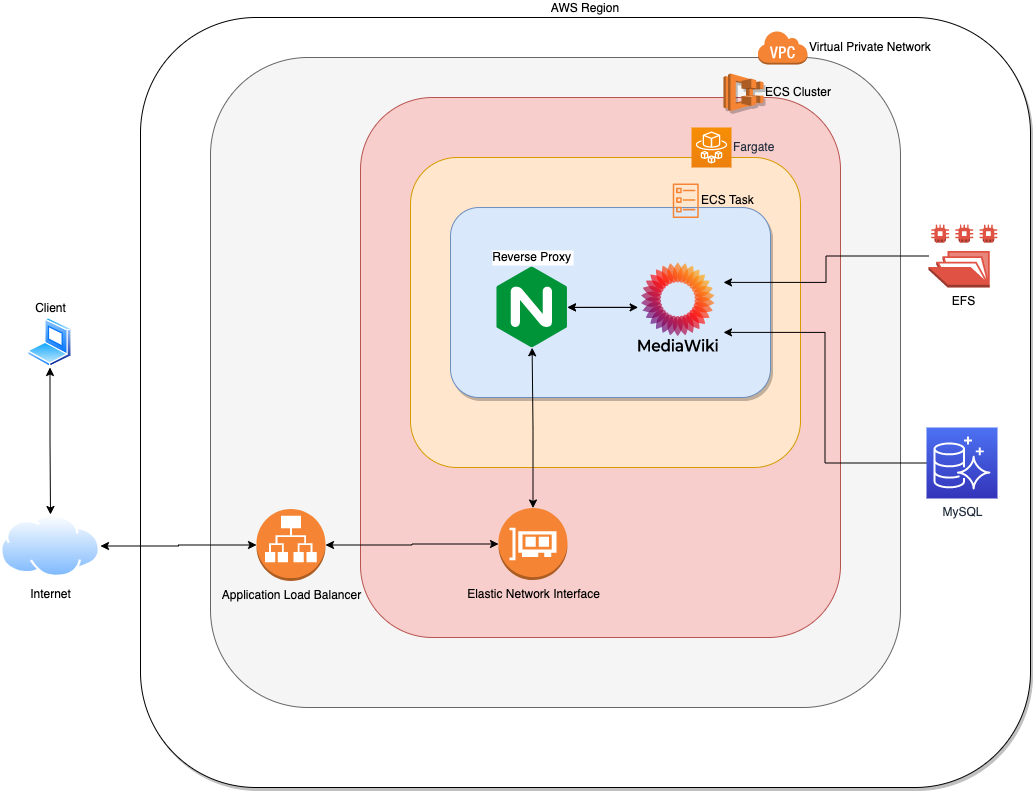 AWS Region
VPC
Virtual Private Network
ECS Cluster
Fargate
ECS Task
Reverse Proxy
N
MediaWiki
EFS
Client
MySQL
Internet
Application Load Balancer
Elastic Network Interface